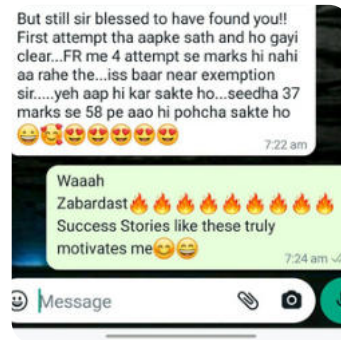 But still sir blessed to have found you!!
First attempt tha aapke sath and ho gayi
clear...FR me 4 attempt se marks hi nahi
aa rahe the...iss baar near exemption
sir.....yeh aap hi kar sakte ho...seedha 37
marks se 58 pe aao hi pohcha sakte ho
😀🥰😍😍😍😍😍
7:22 am
Waaah
Zabardast🔥🔥🔥🔥🔥🔥🔥🔥🔥
Success Stories like these truly
motivates me😊😄
7:24 am
Message